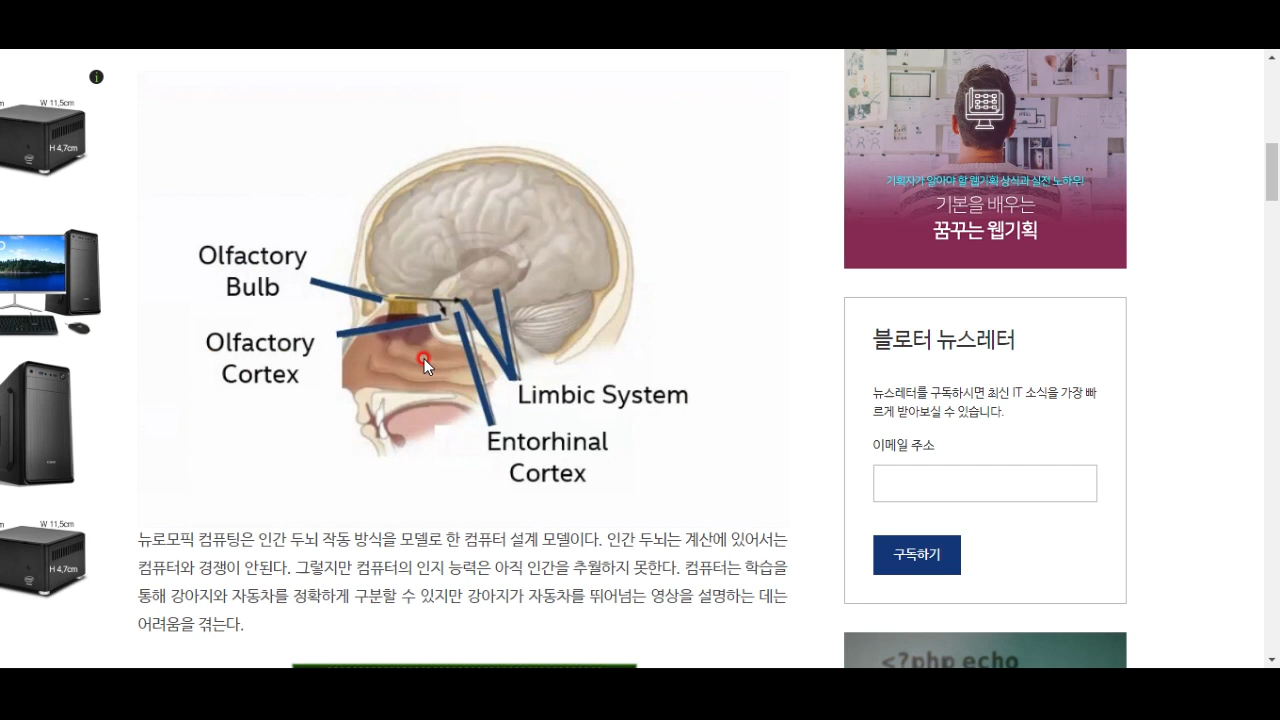 W 11,5cm
H 4,7cm
W 11,5cm
H 4,7cm
Olfactory
Bulb
Olfactory
Cortex
Limbic System
Entorhinal
Cortex
뉴로모픽 컴퓨팅은 인간 두뇌 작동 방식을 모델로 한 컴퓨터 설계 모델이다. 인간 두뇌는 계산에 있어서는
컴퓨터와 경쟁이 안된다. 그렇지만 컴퓨터의 인지 능력은 아직 인간을 추월하지 못한다. 컴퓨터는 학습을
통해 강아지와 자동차를 정확하게 구분할 수 있지만 강아지가 자동차를 뛰어넘는 영상을 설명하는 데는
어려움을 겪는다.
기획자가 알아야 할 웹기획 상식과 실전 노하우!
기본을 배우는
꿈꾸는 웹기획
블로터 뉴스레터
뉴스레터를 구독하시면 최신 IT 소식을 가장 빠
르게 받아보실 수 있습니다.
이메일 주소
구독하기
<?php echo